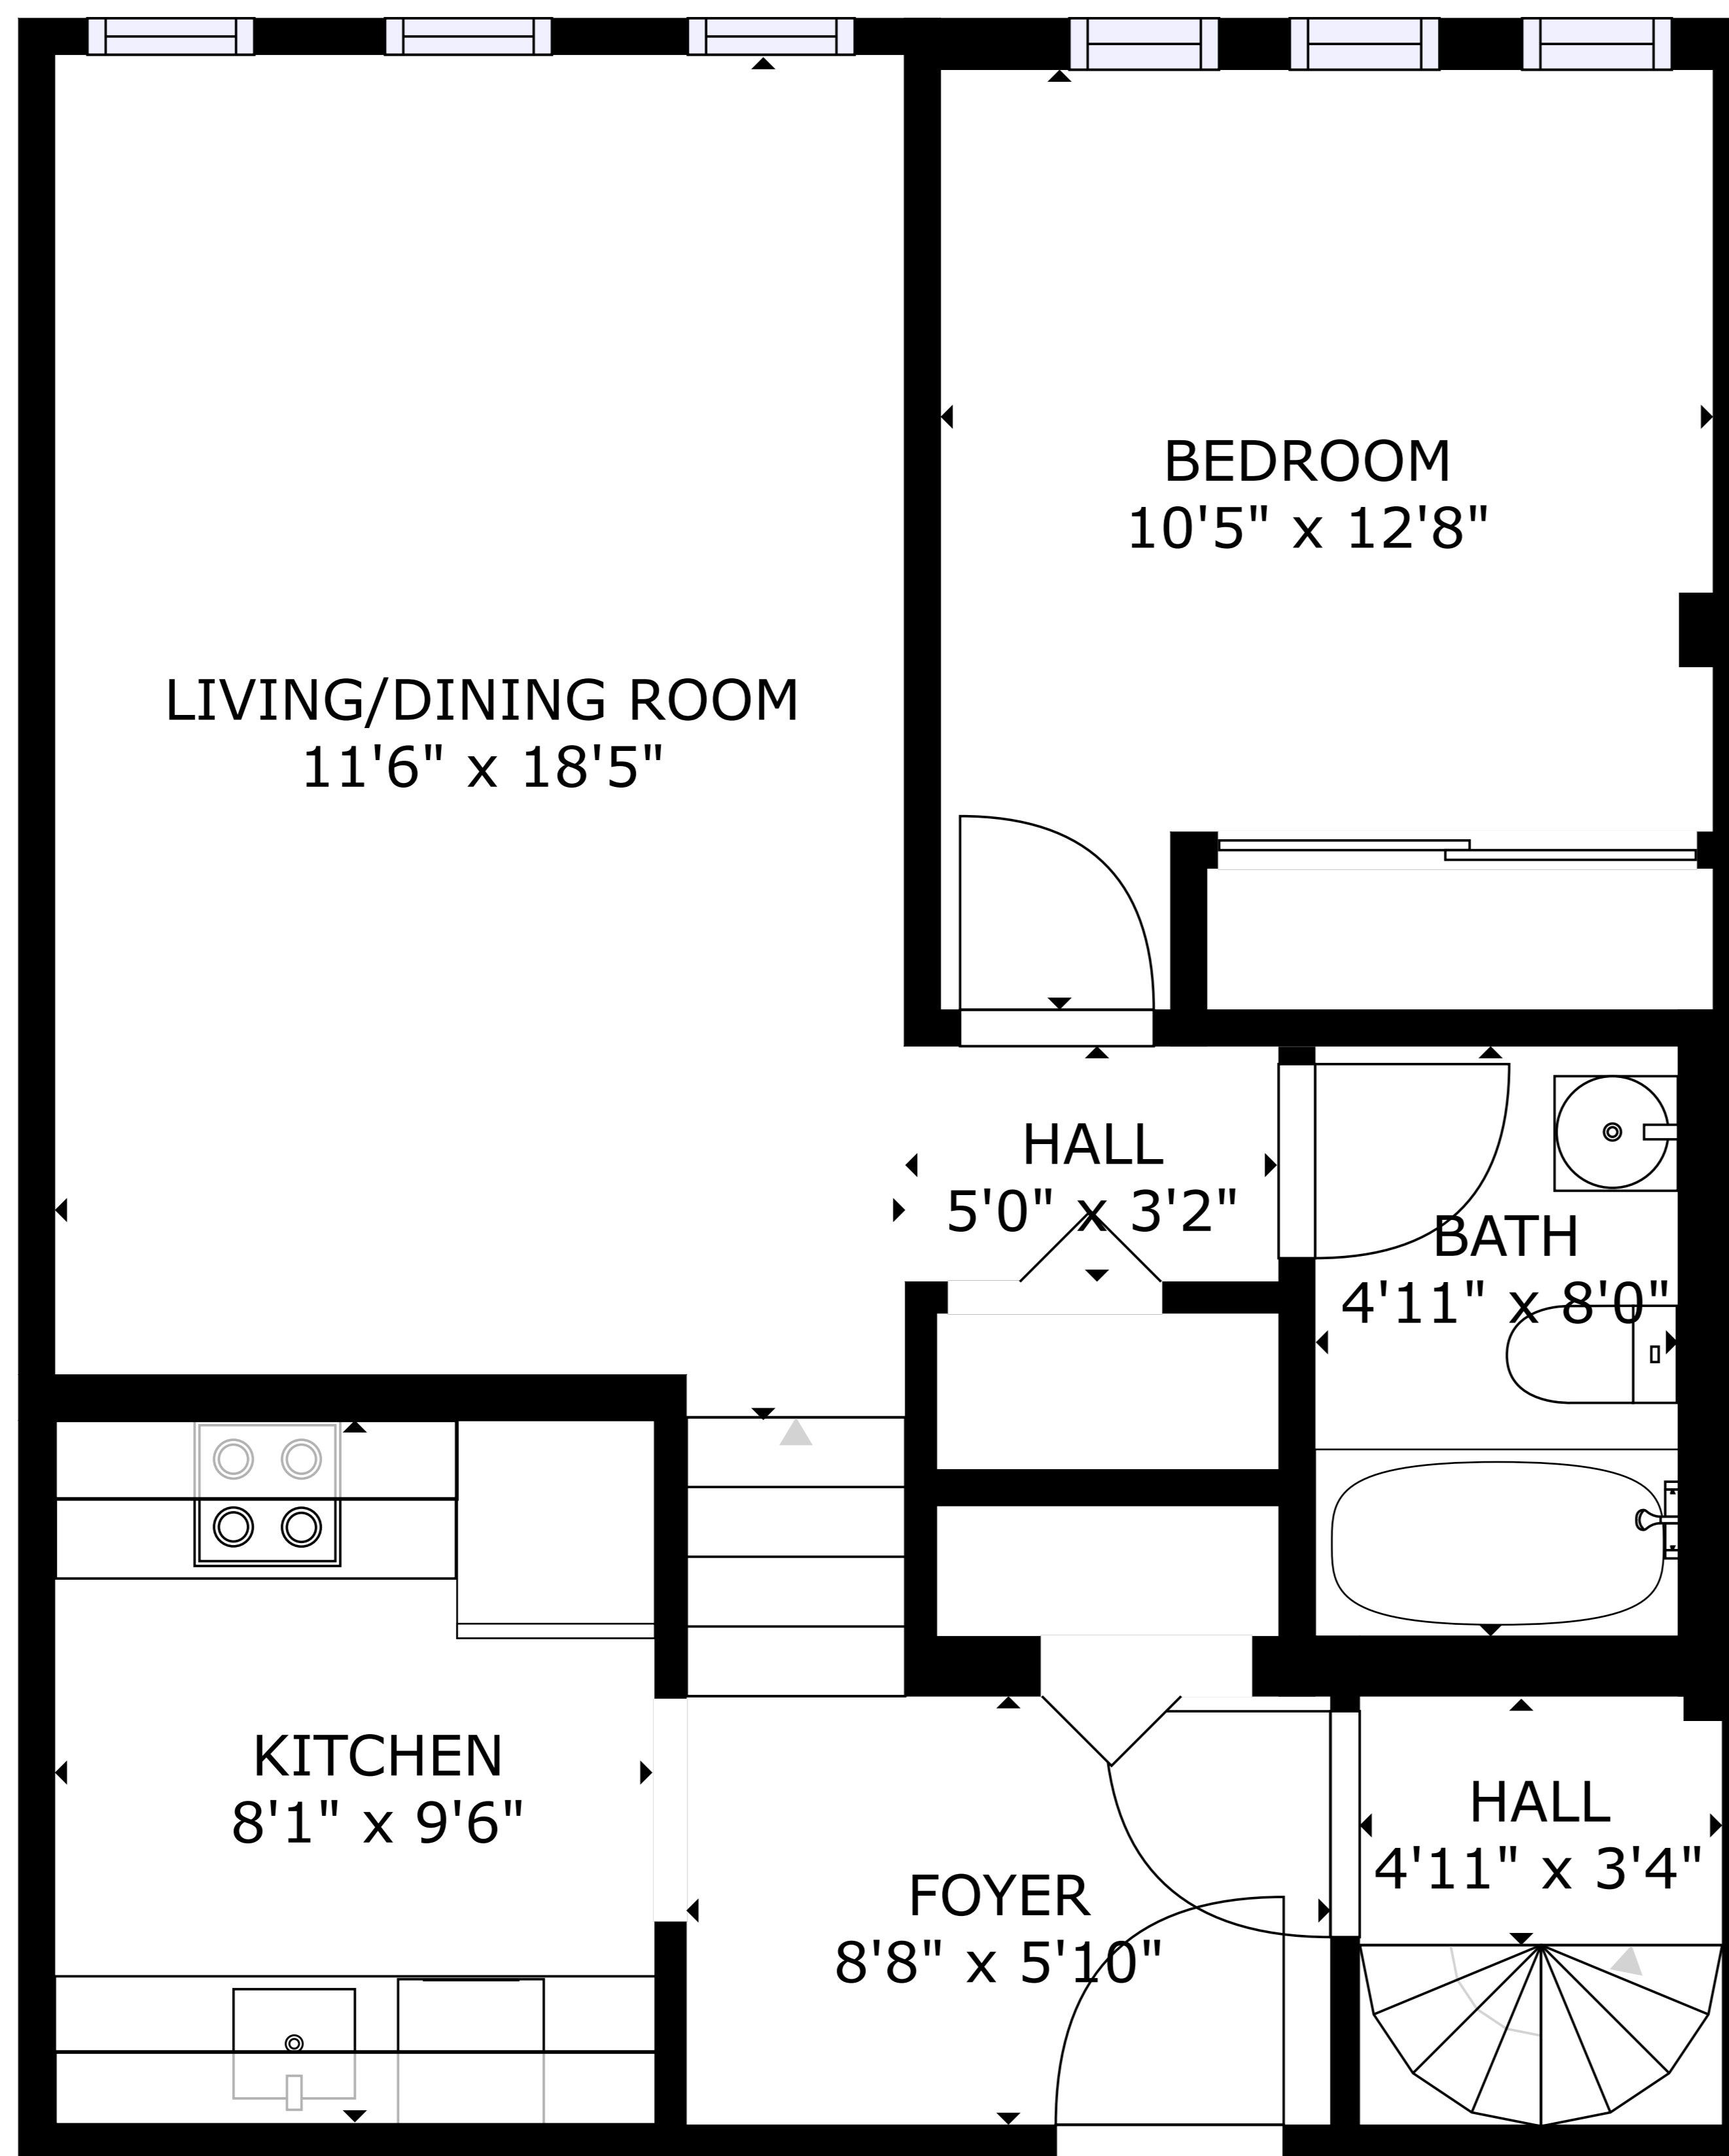 BEDROOM
10'5" x 12'8"
LIVING/DINING ROOM
11'6" x 18'5"
HALL
5'0" x 3'2"
BATH
4'11" x 8'0"
KITCHEN
8'1" x 9'6"
HALL
4'11" x 3'4"
FOYER
8'8" x 5'10"